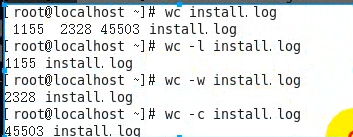 [root@localhost ~]# wc install.log
1155 2328 45503 install.log
[root@localhost ~]# wc -l install.log
1155 install.log
[root@localhost ~]# wc -w install.log
2328 install.log
[root@localhost ~]# wc -c install.log
45503 install.log